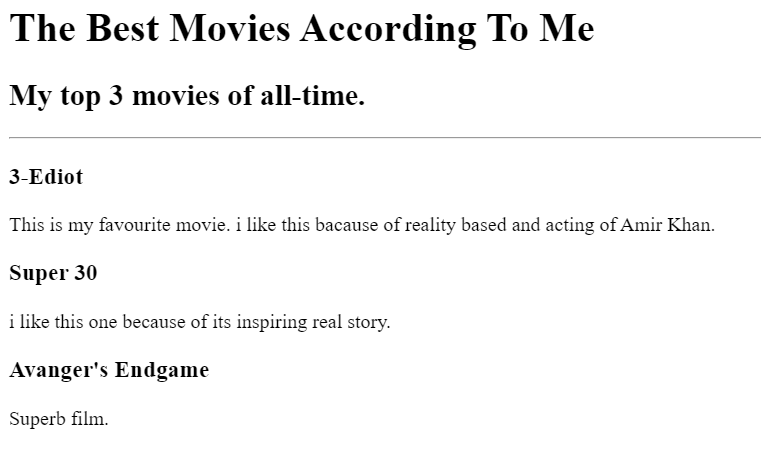 The Best Movies According To Me
My top 3 movies of all-time.
3-Ediot
This is my favourite movie. i like this bacause of reality based and acting of Amir Khan.
Super 30
i like this one because of its inspiring real story.
Avanger's Endgame
Superb film.